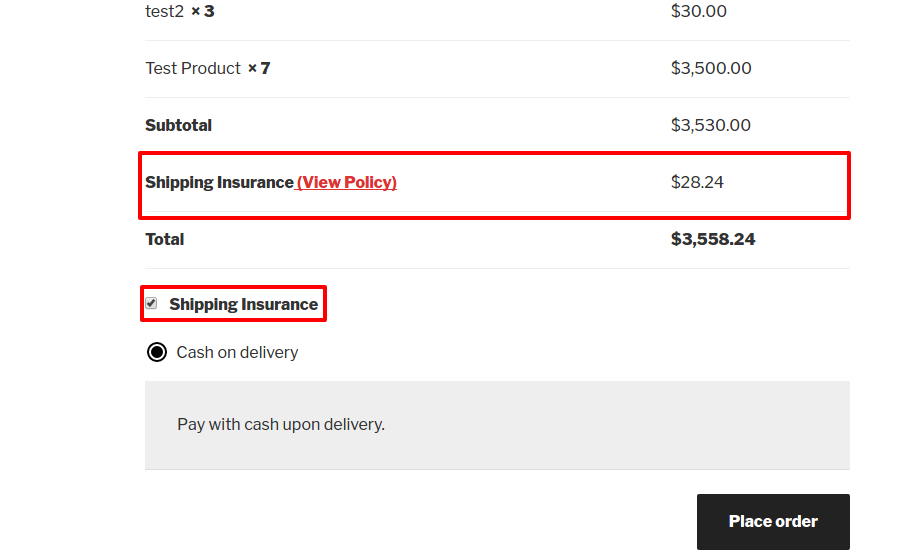 test2 × 3 $30.00
Test Product × 7 $3,500.00
Subtotal $3,530.00
Shipping Insurance (View Policy) $28.24
Total $3,558.24
Shipping Insurance
Cash on delivery
Pay with cash upon delivery.
Place order